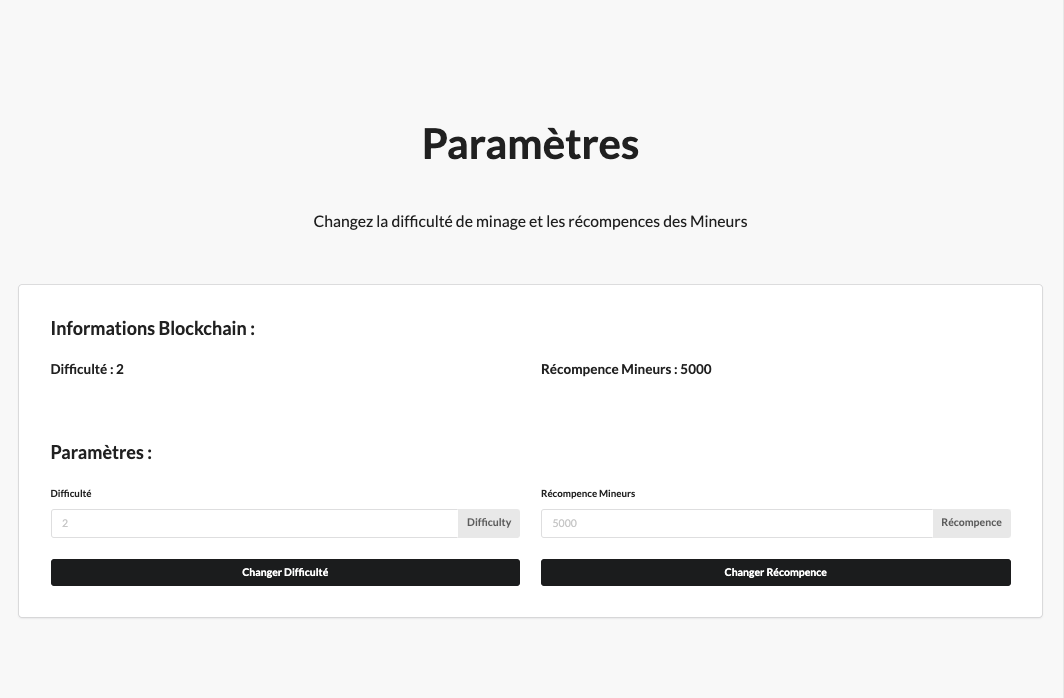 Paramètres
Changez la difficulté de minage et les récompences des Mineurs
Informations Blockchain :
Difficulté : 2
Récompence Mineurs : 5000
Paramètres :
Difficulté
Récompence Mineurs
2
Difficulty
5000
Récompence
Changer Difficulté
Changer Récompence